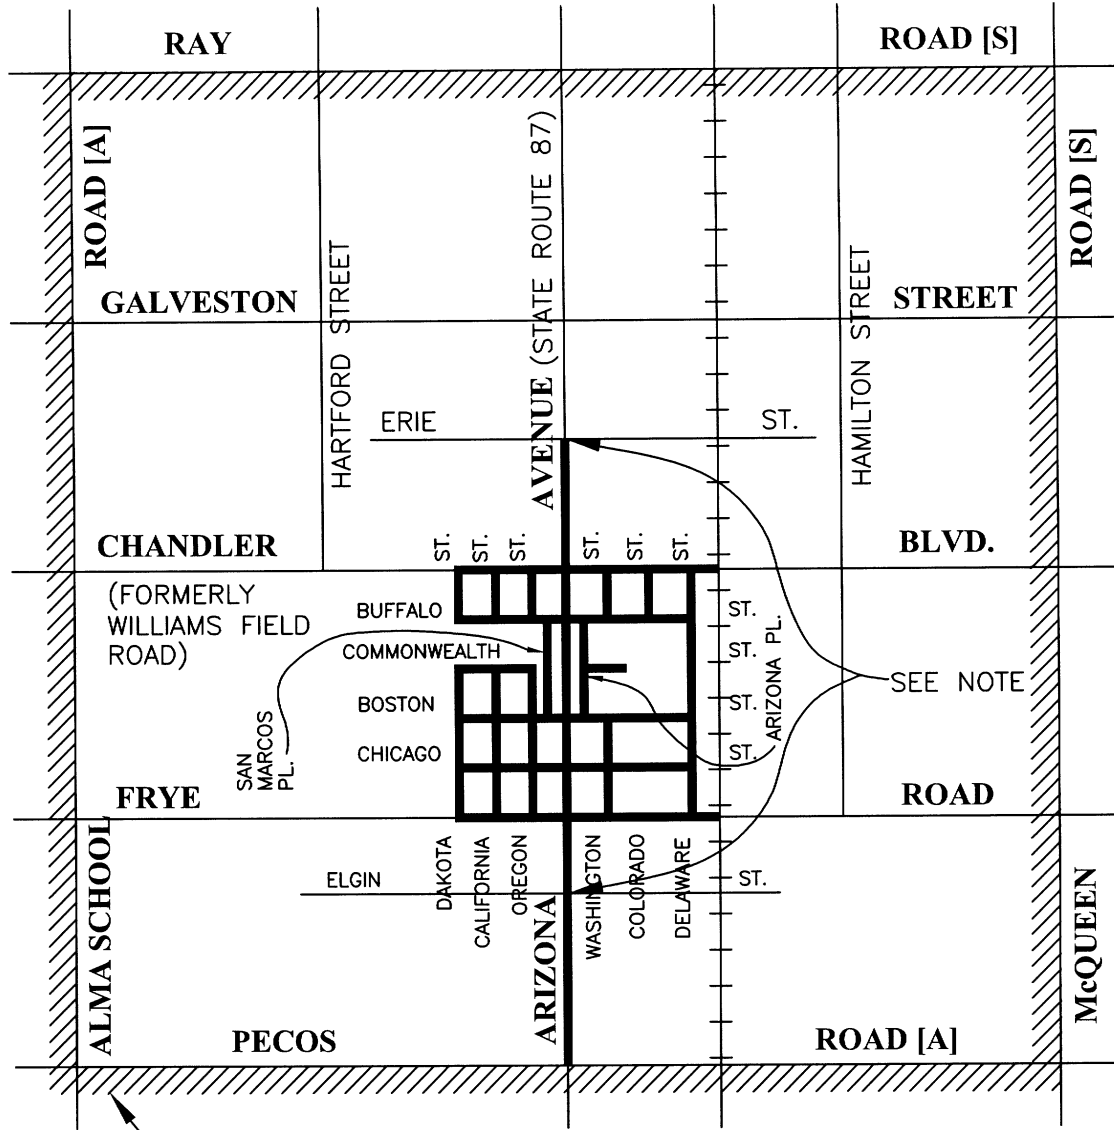 RAY
ROAD [S]
ROAD [A]
ROAD [S]
AVENUE (STATE ROUTE 87)
HARTFORD STREET
HAMILTON STREET
GALVESTON
STREET
ERIE
ST.
CHANDLER
ST.
ST.
ST.
ST.
ST.
ST.
BLVD.
(FORMERLY
WILLIAMS FIELD
ROAD)
BUFFALO
ST.
COMMONWEALTH
ST.
BOSTON
ST.
CHICAGO
ST.
ARIZONA PL.
SEE NOTE
SAN
MARCOS
PL.
FRYE
ROAD
ALMA SCHOOL
DAKOTA
CALIFORNIA
OREGON
ARIZONA
WASHINGTON
COLORADO
DELAWARE
ELGIN
ST.
McQUEEN
PECOS
ROAD [A]